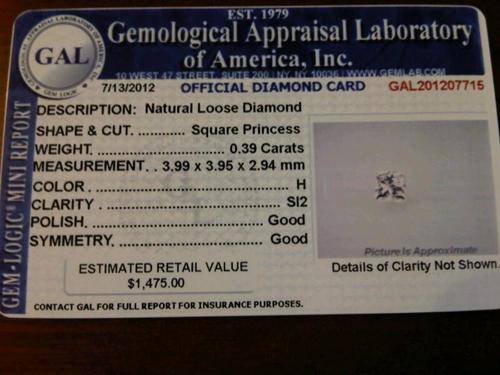 EST. 1979
Gemological Appraisal Laboratory
of America, Inc.
GAL
GEM LOGIC
10 WEST 47 STREET, SUITE 200 NY, NY 10036 WWW.GEMLAB.COM
7/13/2012 OFFICIAL DIAMOND CARD GAL201207715
GEM-LOGIC MINI REPORT
DESCRIPTION: Natural Loose Diamond
SHAPE & CUT. ........... Square Princess
WEIGHT. ........................... 0.39 Carats
MEASUREMENT. . 3.99 x 3.95 x 2.94 mm
COLOR. ............................................ H
CLARITY. ....................................... SI2
POLISH. ...................................... Good
SYMMETRY. ............................... Good
ESTIMATED RETAIL VALUE
$1,475.00
Picture Is Approximate
Details of Clarity Not Shown.
CONTACT GAL FOR FULL REPORT FOR INSURANCE PURPOSES.